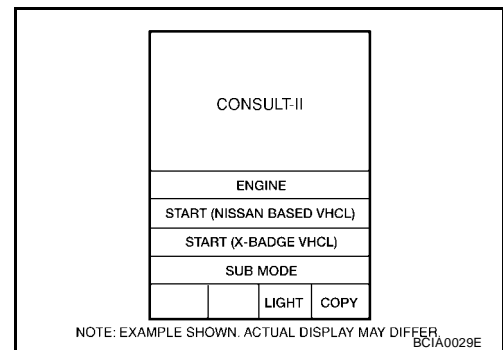 CONSULT-II
ENGINE
START (NISSAN BASED VHCL)
START (X-BADGE VHCL)
SUB MODE
LIGHT COPY
NOTE: EXAMPLE SHOWN. ACTUAL DISPLAY MAY DIFFER.
BCIA0029E